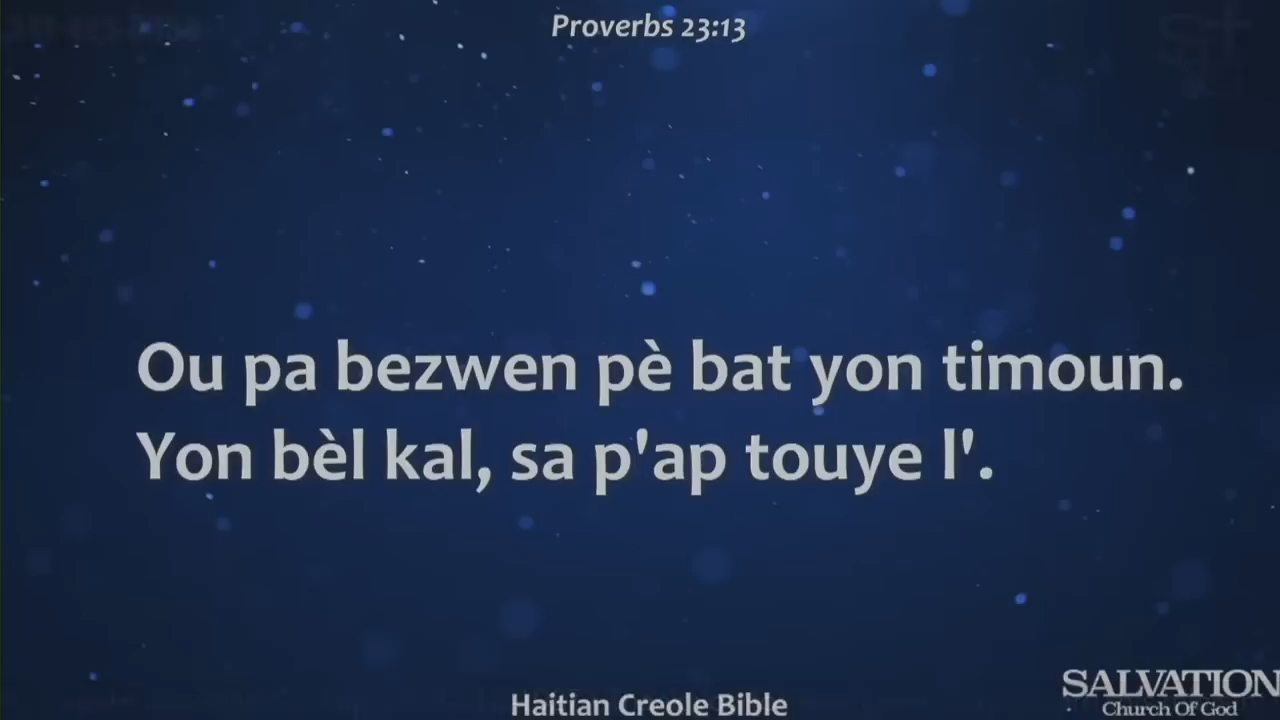 Proverbs 23:13
Ou pa bezwen pè bat yon timoun.
Yon bèl kal, sa p'ap touye l'.
Haitian Creole Bible
SALVATION
Church Of God